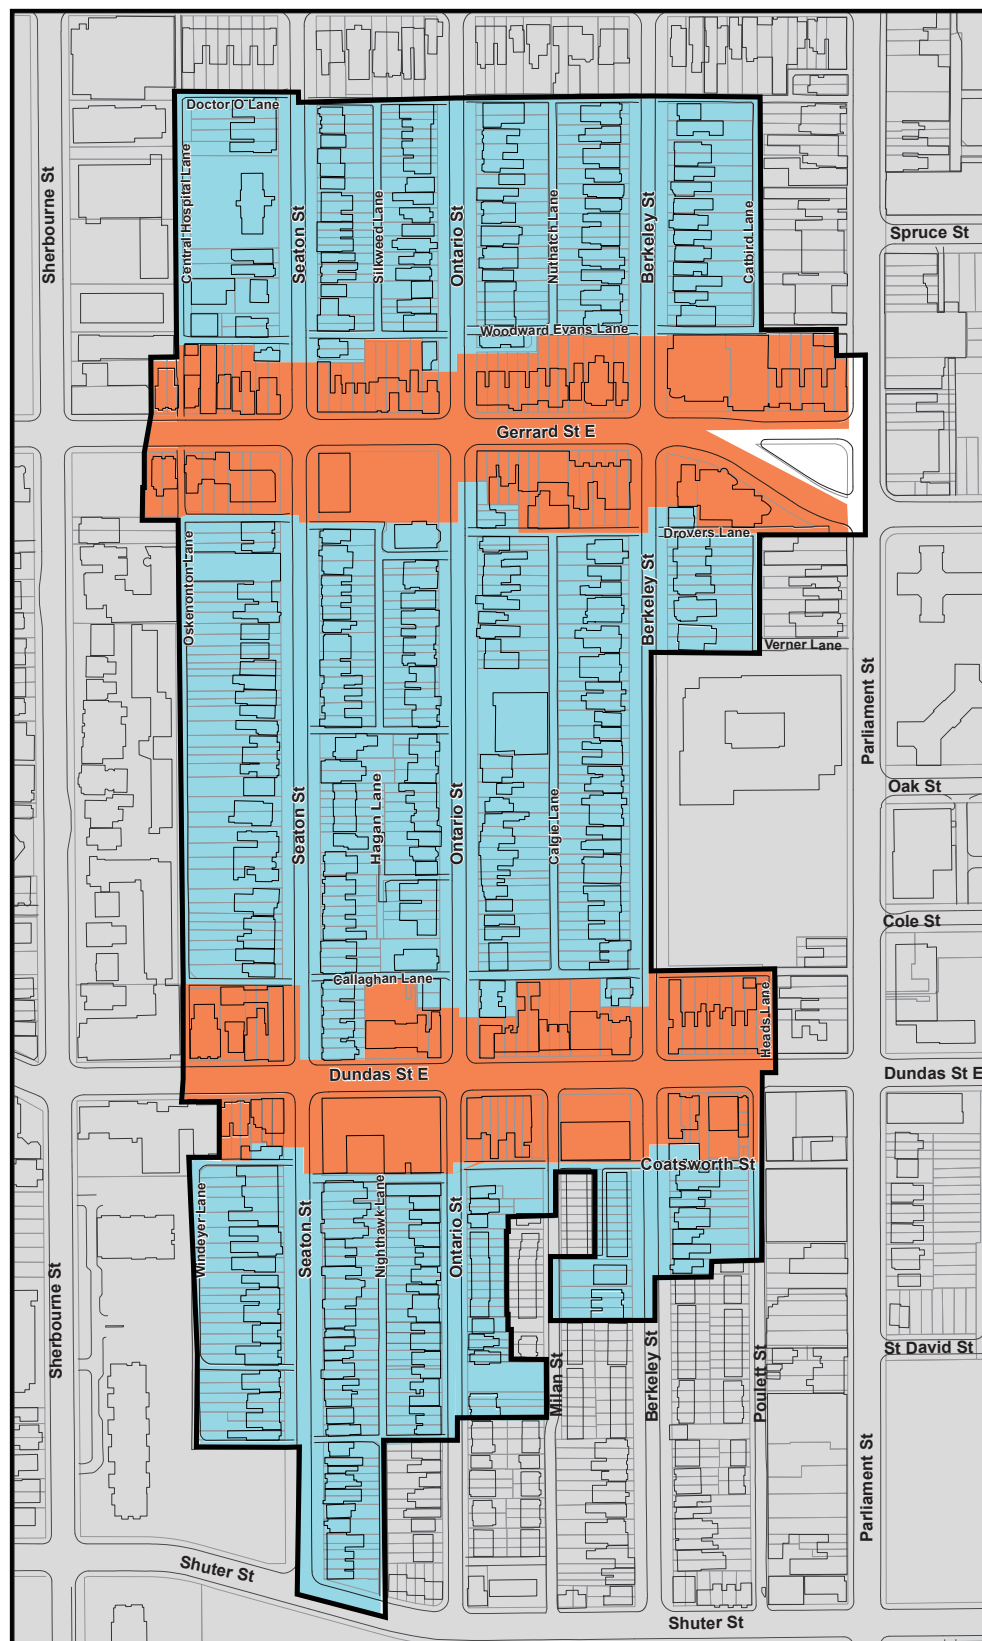 Doctor O Lane
Central Hospital Lane
Sherbourne St
Seaton St
Silkweed Lane
Ontario St
Nuthatch Lane
Berkeley St
Catbird Lane
Spruce St
Woodward Evans Lane
Gerrard St E
Drovers Lane
Oskenonton Lane
Berkeley St
Verner Lane
Parliament St
Seaton St
Hagan Lane
Ontario St
Calgie Lane
Oak St
Cole St
Callaghan Lane
Heads Lane
Dundas St E
Dundas St E
Coatsworth St
Windeyer Lane
Seaton St
Nighthawk Lane
Ontario St
Sherbourne St
Milan St
Berkeley St
Poulett St
St David St
Parliament St
Shuter St
Shuter St